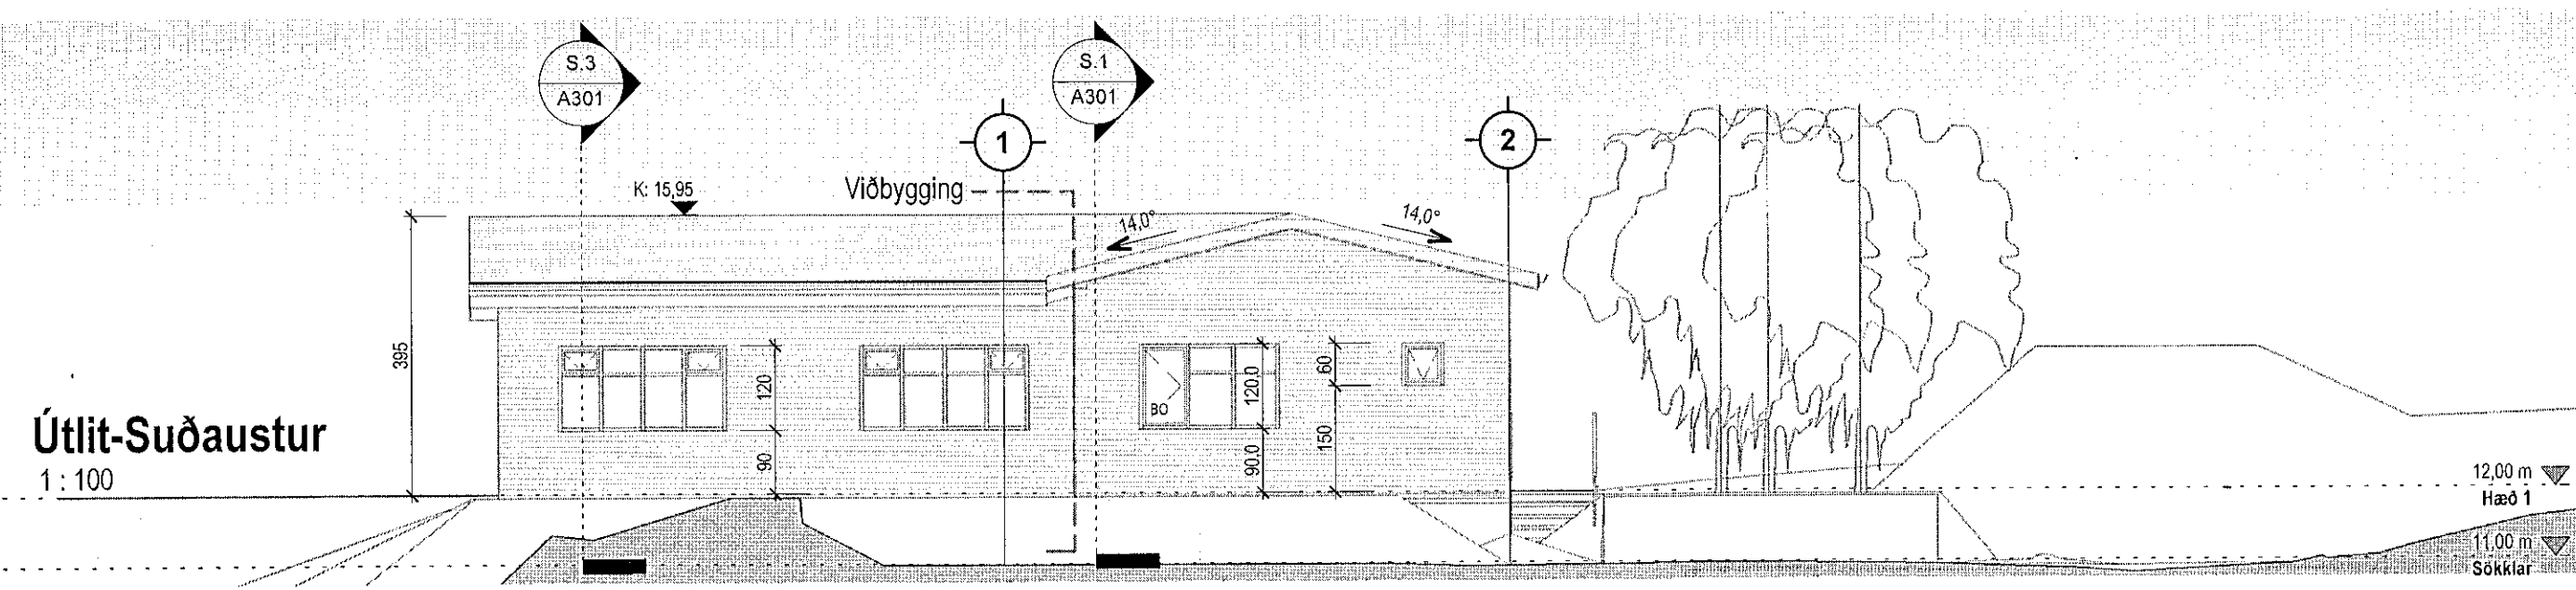 S.3
A301
S.1
A301
1
2
K: 15,95
Viðbygging
14,0°
14,0°
395
120
90
120.0
90.0
60
150
BO
Útlit-Suðaustur
1 : 100
12,00 m
Hæð 1
11,00 m
Sökklar